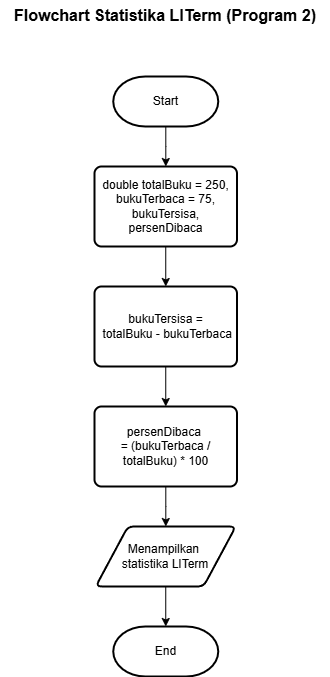 Flowchart Statistika LITerm (Program 2)
Start
double totalBuku = 250,
bukuTerbaca = 75,
bukuTersisa,
persenDibaca
bukuTersisa =
totalBuku - bukuTerbaca
persenDibaca
= (bukuTerbaca /
totalBuku) * 100
Menampilkan
statistika LITerm
End